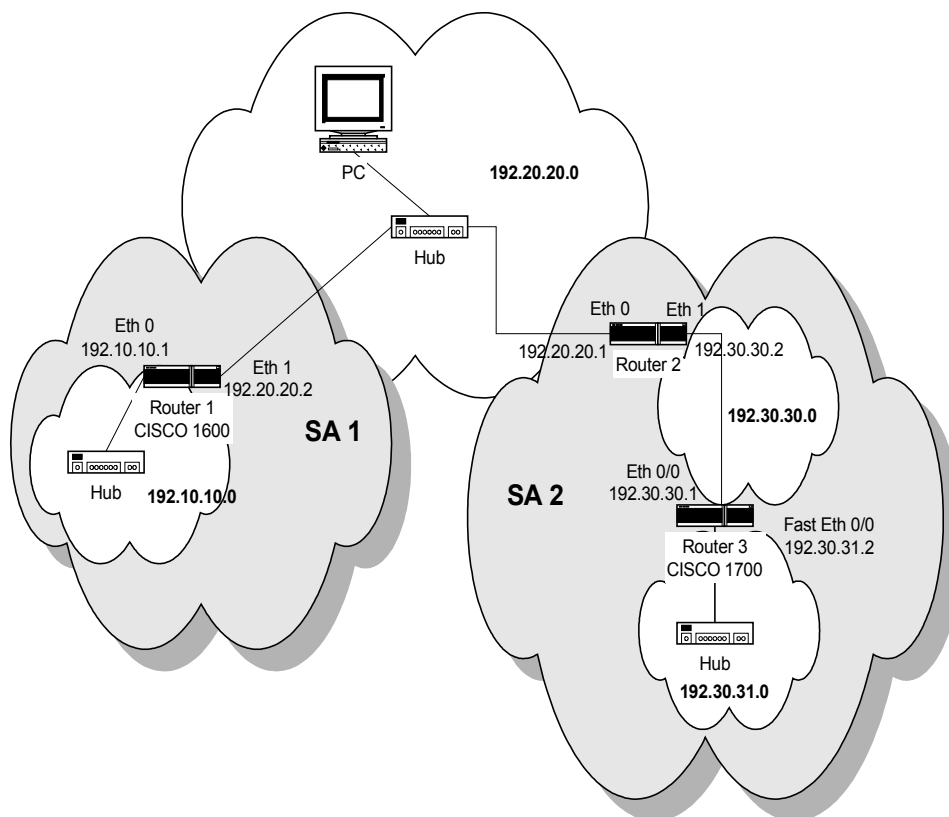 PC
192.20.20.0
Hub
Eth 0
192.10.10.1
Eth 1
192.20.20.2
Router 1
CISCO 1600
SA 1
Hub
192.10.10.0
Eth 0
Eth 1
192.20.20.1
192.30.30.2
Router 2
192.30.30.0
Eth 0/0
192.30.30.1
SA 2
Fast Eth 0/0
192.30.31.2
Router 3
CISCO 1700
Hub
192.30.31.0